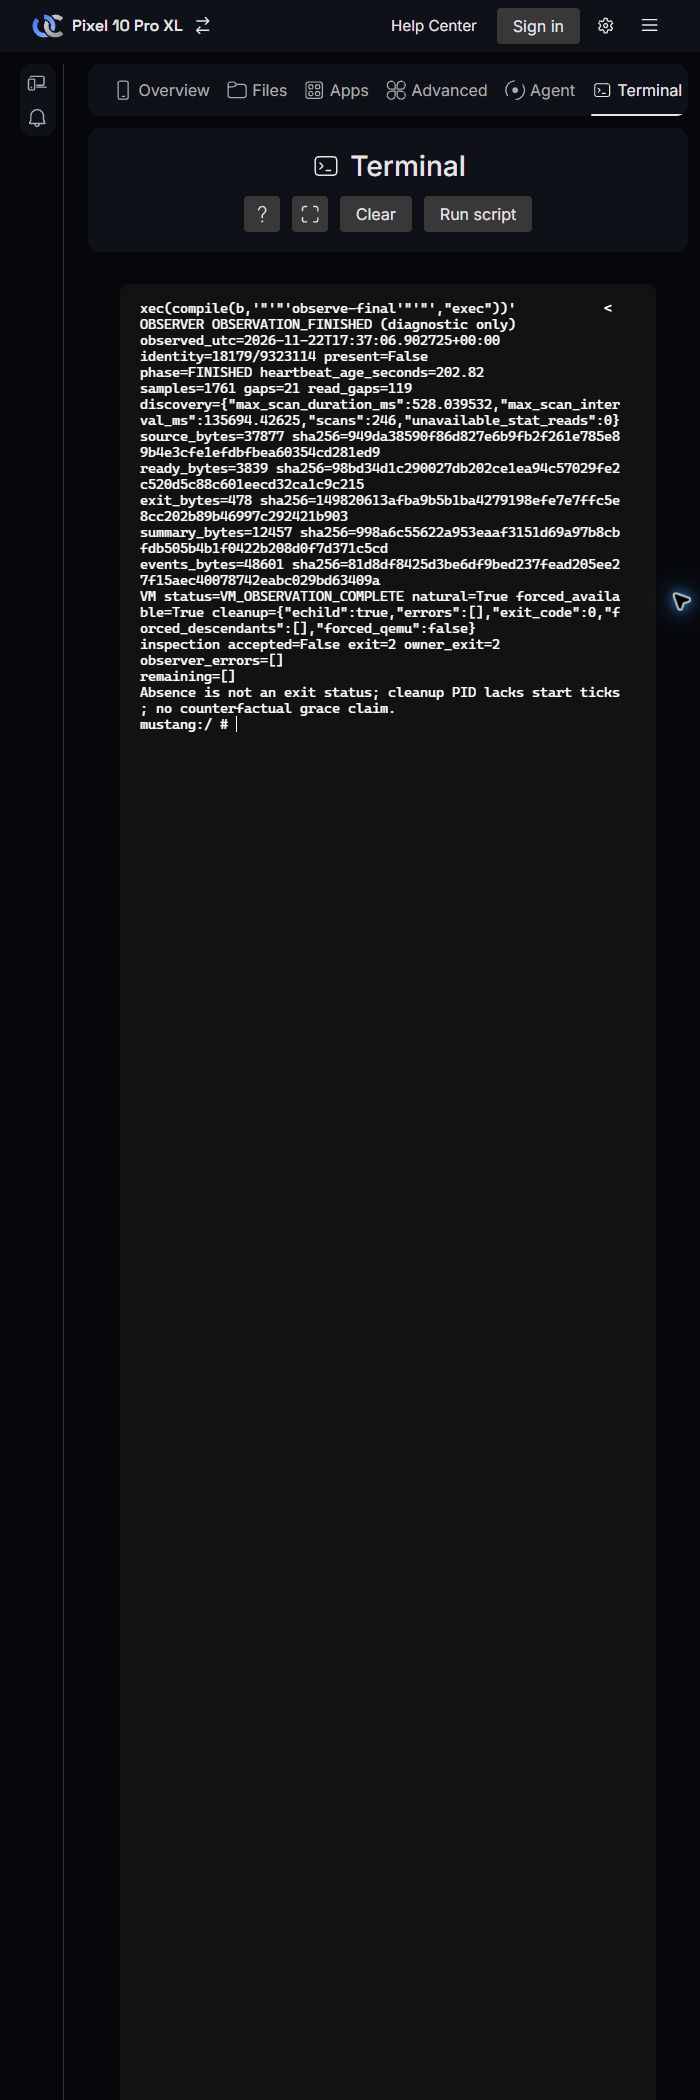 Pixel 10 Pro XL
Help Center
Sign in
Overview
Files
Apps
Advanced
Agent
Terminal
Terminal
?
Clear
Run script
xec(compile(b,'"'"'observe-final'"'"',"exec"))' <
OBSERVER OBSERVATION_FINISHED (diagnostic only)
observed_utc=2026-11-22T17:37:06.902725+00:00
identity=18179/9323114 present=False
phase=FINISHED heartbeat_age_seconds=202.82
samples=1761 gaps=21 read_gaps=119
discovery={"max_scan_duration_ms":528.039532,"max_scan_inter
val_ms":135694.42625,"scans":246,"unavailable_stat_reads":0}
source_bytes=37877 sha256=949da38590f86d827e6b9fb2f261e785e8
9b4e3cfe1efdbfbea60354cd281ed9
ready_bytes=3839 sha256=98bd34d1c290027db202ce1ea94c57029fe2
c520d5c88c601eecd32ca1c9c215
exit_bytes=478 sha256=149820613afba9b5b1ba4279198efe7e7ffc5e
8cc202b89b46997c292421b903
summary_bytes=12457 sha256=998a6c55622a953eaaf3151d69a97b8cb
fdb505b4b1f0422b208d0f7d371c5cd
events_bytes=48601 sha256=81d8df8425d3be6df9bed237fead205ee2
7f15aec40078742eabc029bd63409a
VM status=VM_OBSERVATION_COMPLETE natural=True forced_availa
ble=True cleanup={"echild":true,"errors":[],"exit_code":0,"f
orced_descendants":[],"forced_qemu":false}
inspection accepted=False exit=2 owner_exit=2
observer_errors=[]
remaining=[]
Absence is not an exit status; cleanup PID lacks start ticks
; no counterfactual grace claim.
mustang:/ #